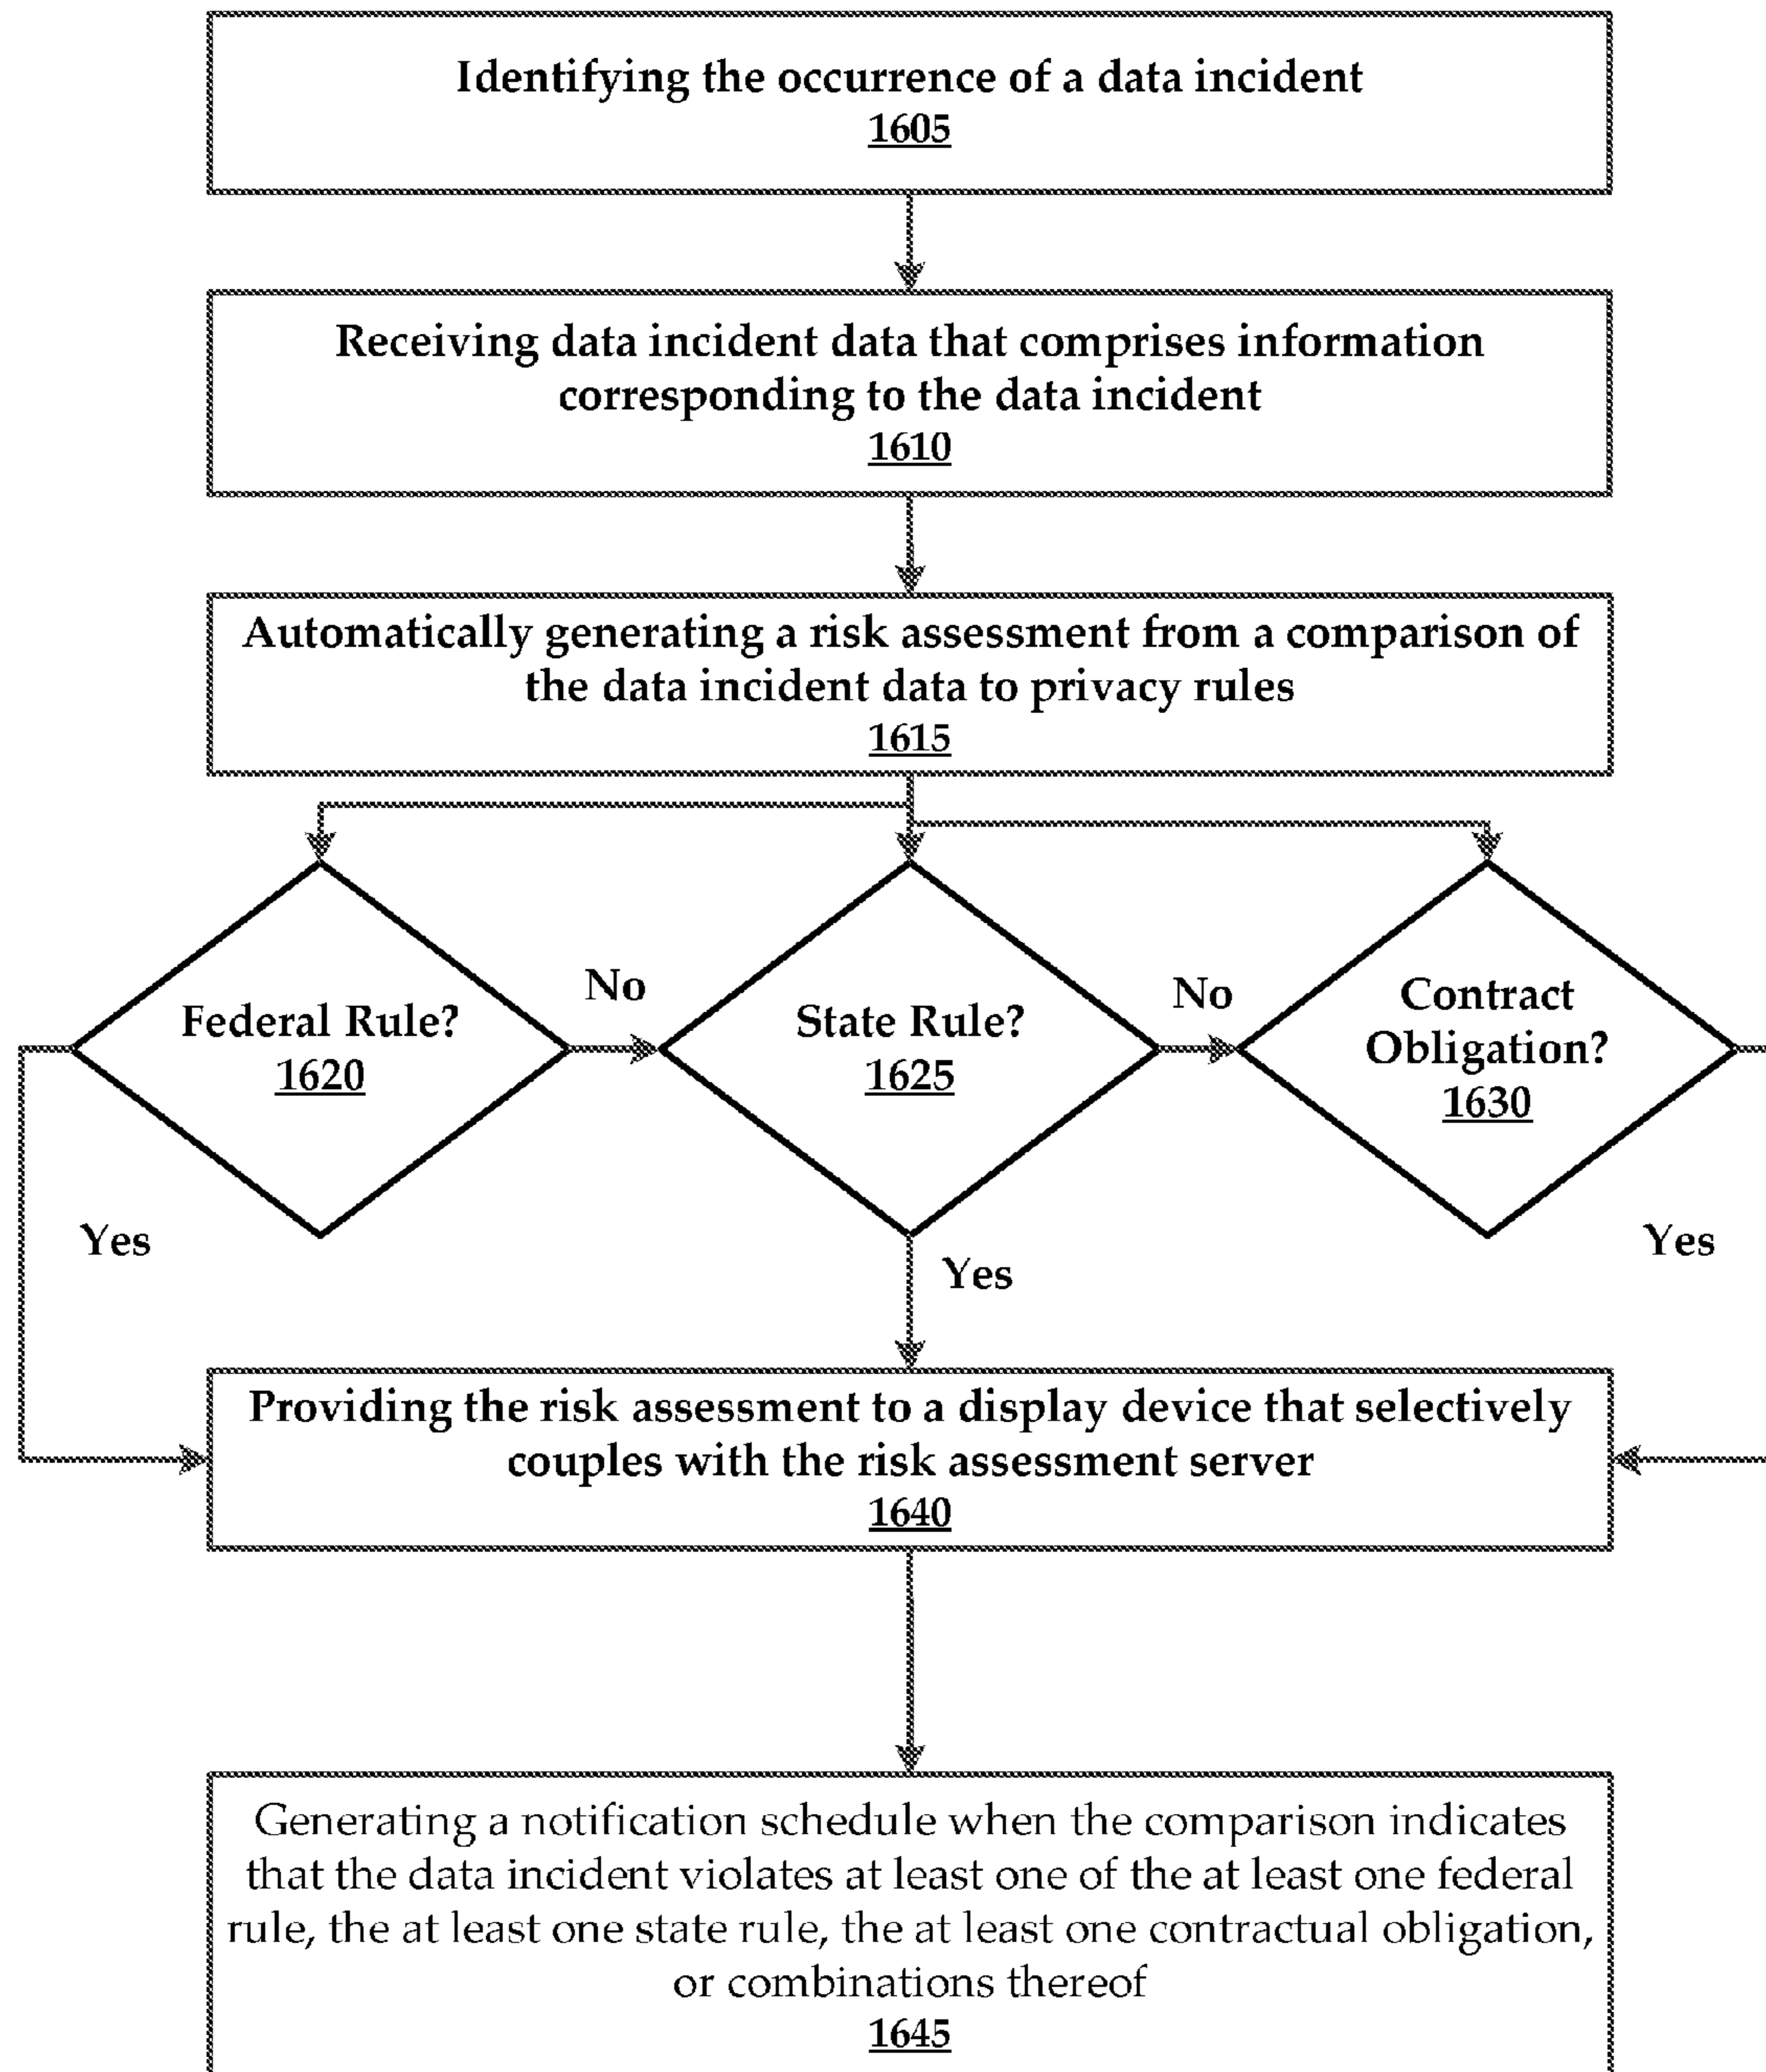 Identifying the occurrence of a data incident
1605
Receiving data incident data that comprises information
corresponding to the data incident
1610
Automatically generating a risk assessment from a comparison of
the data incident data to privacy rules
1615
Federal Rule?
1620
No
State Rule?
1625
No
Contract
Obligation?
1630
Yes
Yes
Yes
Providing the risk assessment to a display device that selectively
couples with the risk assessment server
1640
Generating a notification schedule when the comparison indicates
that the data incident violates at least one of the at least one federal
rule, the at least one state rule, the at least one contractual obligation,
or combinations thereof
1645